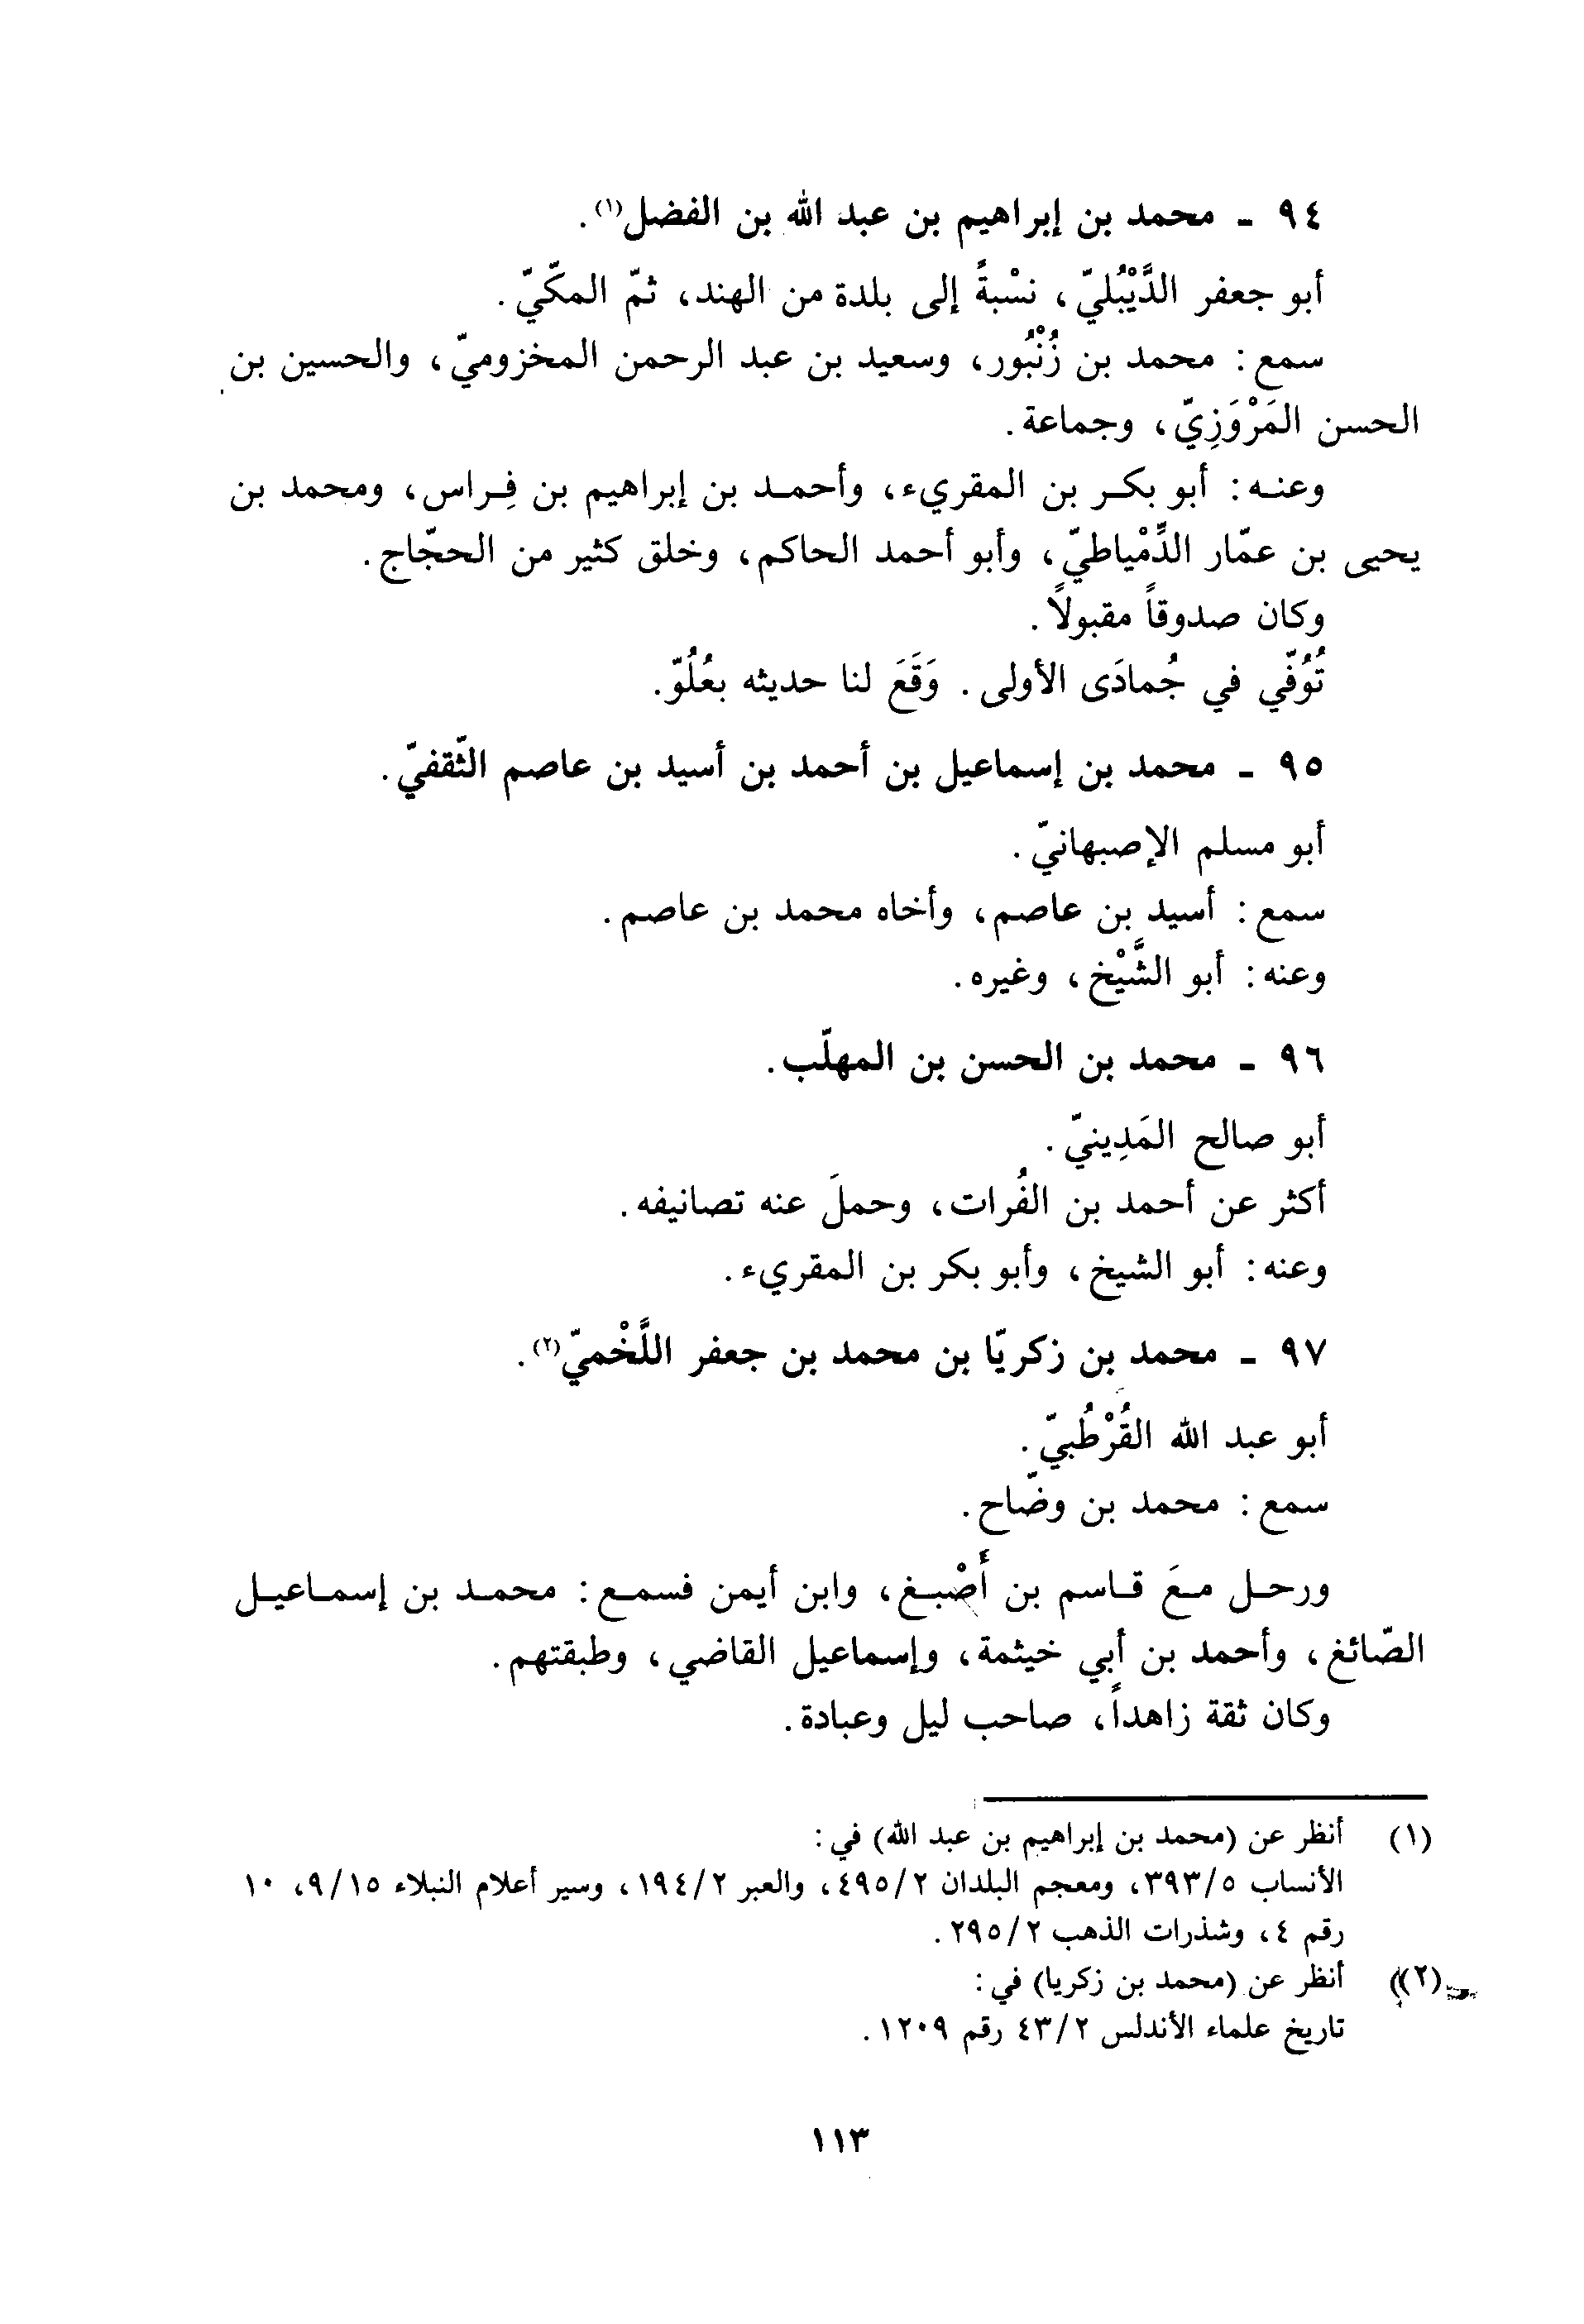 ٩٤ - محمد بن إبراهيم بن عبد الله بن الفضل(١).
أبو جعفر الدَّيْبُليّ، نسْبةً إلى بلدة من الهند، ثمّ المكّيّ.
سمع: محمد بن زُنْبُور، وسعيد بن عبد الرحمن المخزوميّ، والحسين بن
الحسن المَرْوَزِيّ، وجماعة.
وعنه: أبو بكر بن المقريء، وأحمد بن إبراهيم بن فِراس، ومحمد بن
يحيى بن عمّار الدِّمْياطيّ، وأبو أحمد الحاكم، وخلق كثير من الحجّاج.
وكان صدوقاً مقبولاً.
تُوُفّي في جُمادَى الأولى. وَقَعَ لنا حديثه بعُلُوّ.
٩٥ - محمد بن إسماعيل بن أحمد بن أسيد بن عاصم الثّقفيّ.
أبو مسلم الإصبهانيّ.
سمع: أسيد بن عاصم، وأخاه محمد بن عاصم.
وعنه: أبو الشَّيْخ، وغيره.
٩٦ - محمد بن الحسن بن المهلّب.
أبو صالح المَدِينيّ.
أكثر عن أحمد بن الفُرات، وحملَ عنه تصانيفه.
وعنه: أبو الشيخ، وأبو بكر بن المقريء.
٩٧ - محمد بن زكريّا بن محمد بن جعفر اللَّخْميّ(٢).
أبو عبد الله القُرْطُبيّ.
سمع: محمد بن وضّاح.
ورحل معَ قاسم بن أَصْبغ، وابن أيمن فسمع: محمد بن إسماعيل
الصّائغ، وأحمد بن أبي خيثمة، وإسماعيل القاضي، وطبقتهم.
وكان ثقة زاهداً، صاحب ليل وعبادة.
(١) أنظر عن (محمد بن إبراهيم بن عبد الله) في:
الأنساب ٣٩٣/٥، ومعجم البلدان ٤٩٥/٢، والعبر ١٩٤/٢، وسير أعلام النبلاء ٩/١٥، ١٠
رقم ٤، وشذرات الذهب ٢٩٥/٢.
(٢) أنظر عن (محمد بن زكريا) في:
تاريخ علماء الأندلس ٤٣/٢ رقم ١٢٠٩.
١١٣